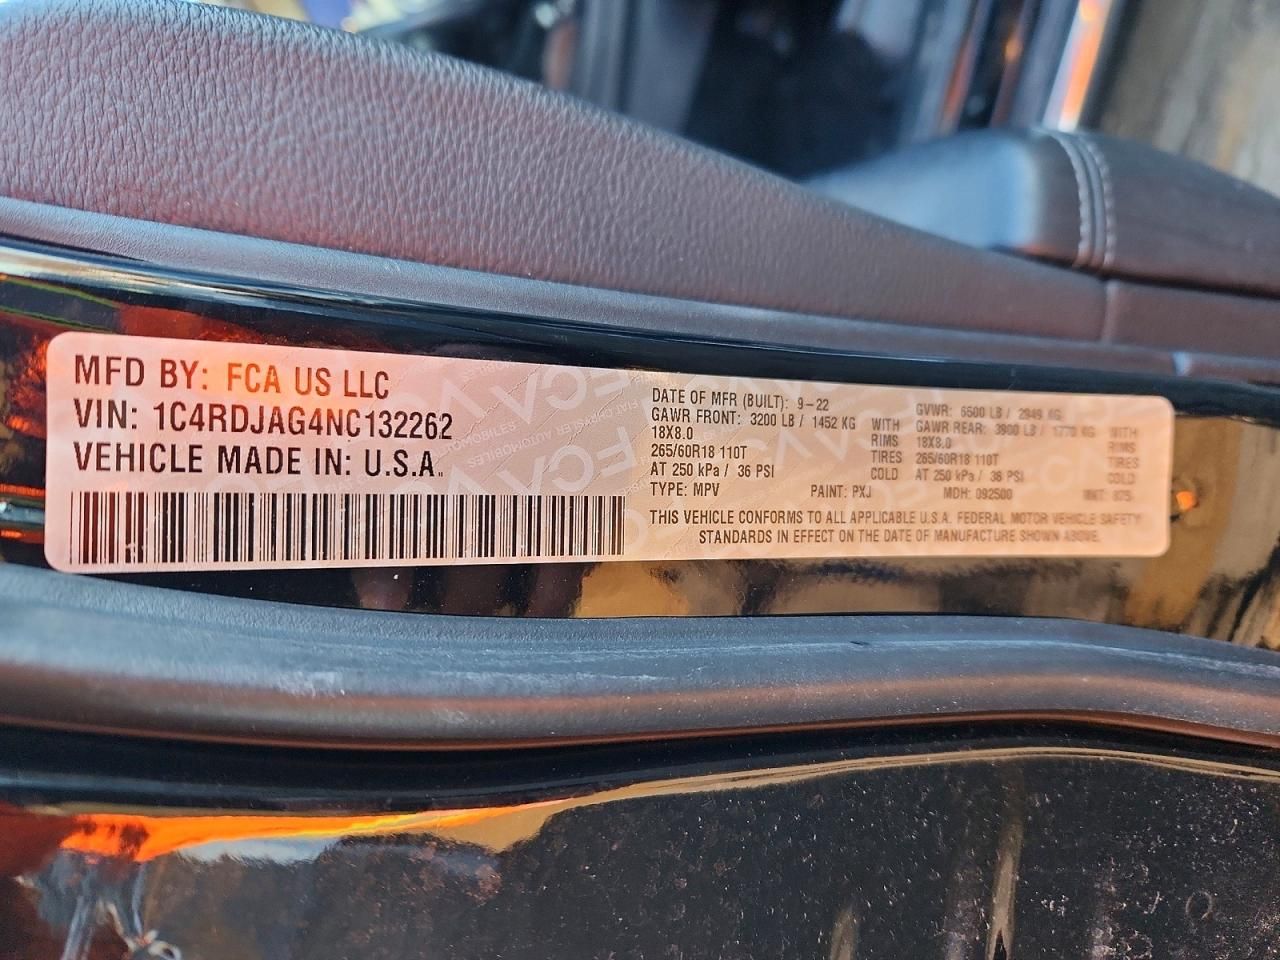 MFD BY: FCA US LLC
VIN: 1C4RDJAG4NC132262
VEHICLE MADE IN: U.S.A.
DATE OF MFR (BUILT): 9-22 GVWR: 6500 LB / 2949 KG
GAWR FRONT: 3200 LB / 1452 KG WITH GAWR REAR: 3900 LB / 1770 KG WITH
18X8.0 RIMS 18X8.0 RIMS
265/60R18 110T TIRES 265/60R18 110T TIRES
AT 250 kPa / 36 PSI COLD AT 250 kPa / 36 PSI COLD
TYPE: MPV PAINT: PXJ MDH: 092500
THIS VEHICLE CONFORMS TO ALL APPLICABLE U.S.A. FEDERAL MOTOR VEHICLE SAFETY
STANDARDS IN EFFECT ON THE DATE OF MANUFACTURE SHOWN ABOVE.